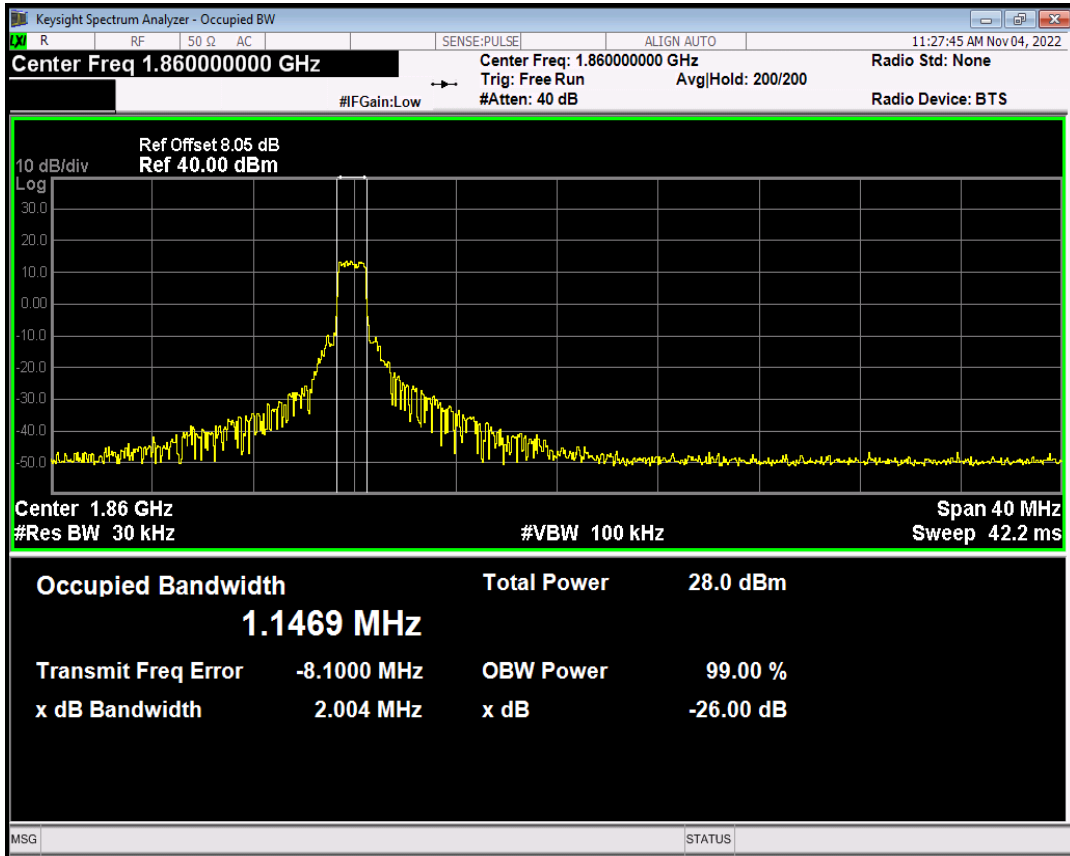 Keysight Spectrum Analyzer - Occupied BW
LXI R RF 50 Ω AC SENSE:PULSE ALIGN AUTO 11:27:45 AM Nov 04, 2022
Center Freq 1.860000000 GHz
Center Freq: 1.860000000 GHz Radio Std: None
Trig: Free Run Avg|Hold: 200/200
#IFGain:Low #Atten: 40 dB Radio Device: BTS
Ref Offset 8.05 dB
10 dB/div Ref 40.00 dBm
Log
30.0
20.0
10.0
0.00
-10.0
-20.0
-30.0
-40.0
-50.0
Center 1.86 GHz Span 40 MHz
#Res BW 30 kHz #VBW 100 kHz Sweep 42.2 ms
Occupied Bandwidth Total Power 28.0 dBm
1.1469 MHz
Transmit Freq Error -8.1000 MHz OBW Power 99.00 %
x dB Bandwidth 2.004 MHz x dB -26.00 dB
MSG STATUS